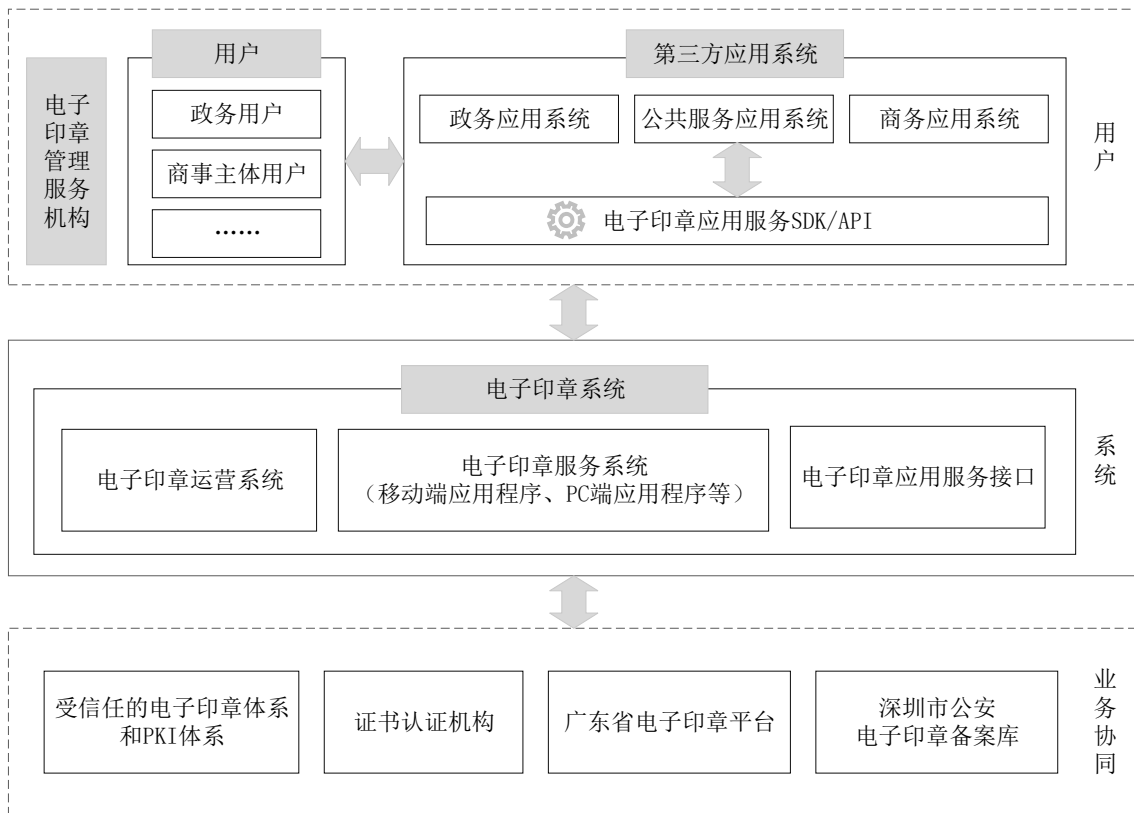 电子
印章
管理
服务
机构
用户
政务用户
商事主体用户
……
第三方应用系统
政务应用系统
公共服务应用系统
商务应用系统
电子印章应用服务SDK/API
用
户
电子印章系统
电子印章运营系统
电子印章服务系统
（移动端应用程序、PC端应用程序等）
电子印章应用服务接口
系
统
受信任的电子印章体系
和PKI体系
证书认证机构
广东省电子印章平台
深圳市公安
电子印章备案库
业
务
协
同